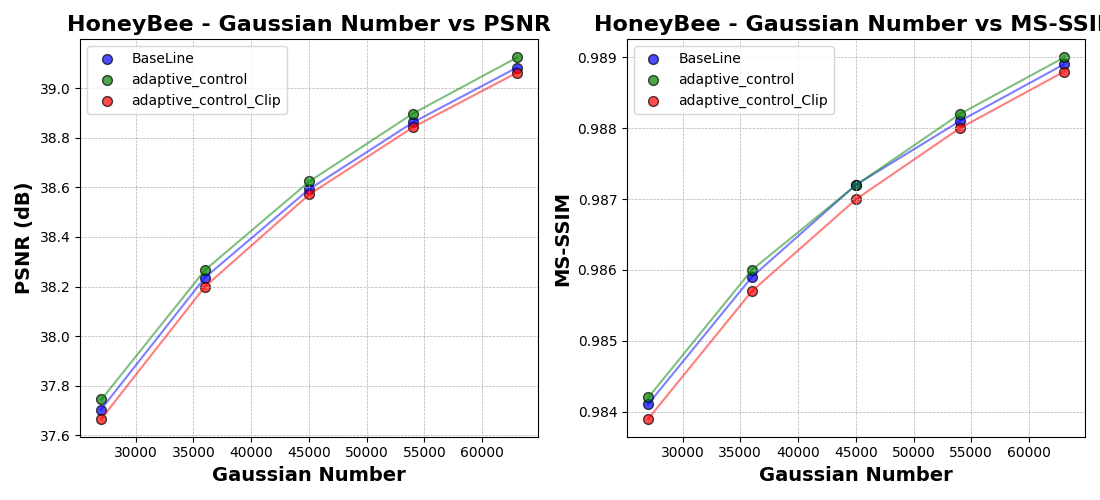 HoneyBee - Gaussian Number vs PSNR
BaseLine
adaptive_control
adaptive_control_Clip
PSNR (dB)
39.0
38.8
38.6
38.4
38.2
38.0
37.8
37.6
30000 35000 40000 45000 50000 55000 60000
Gaussian Number
HoneyBee - Gaussian Number vs MS-SSI
BaseLine
adaptive_control
adaptive_control_Clip
MS-SSIM
0.989
0.988
0.987
0.986
0.985
0.984
30000 35000 40000 45000 50000 55000 60000
Gaussian Number